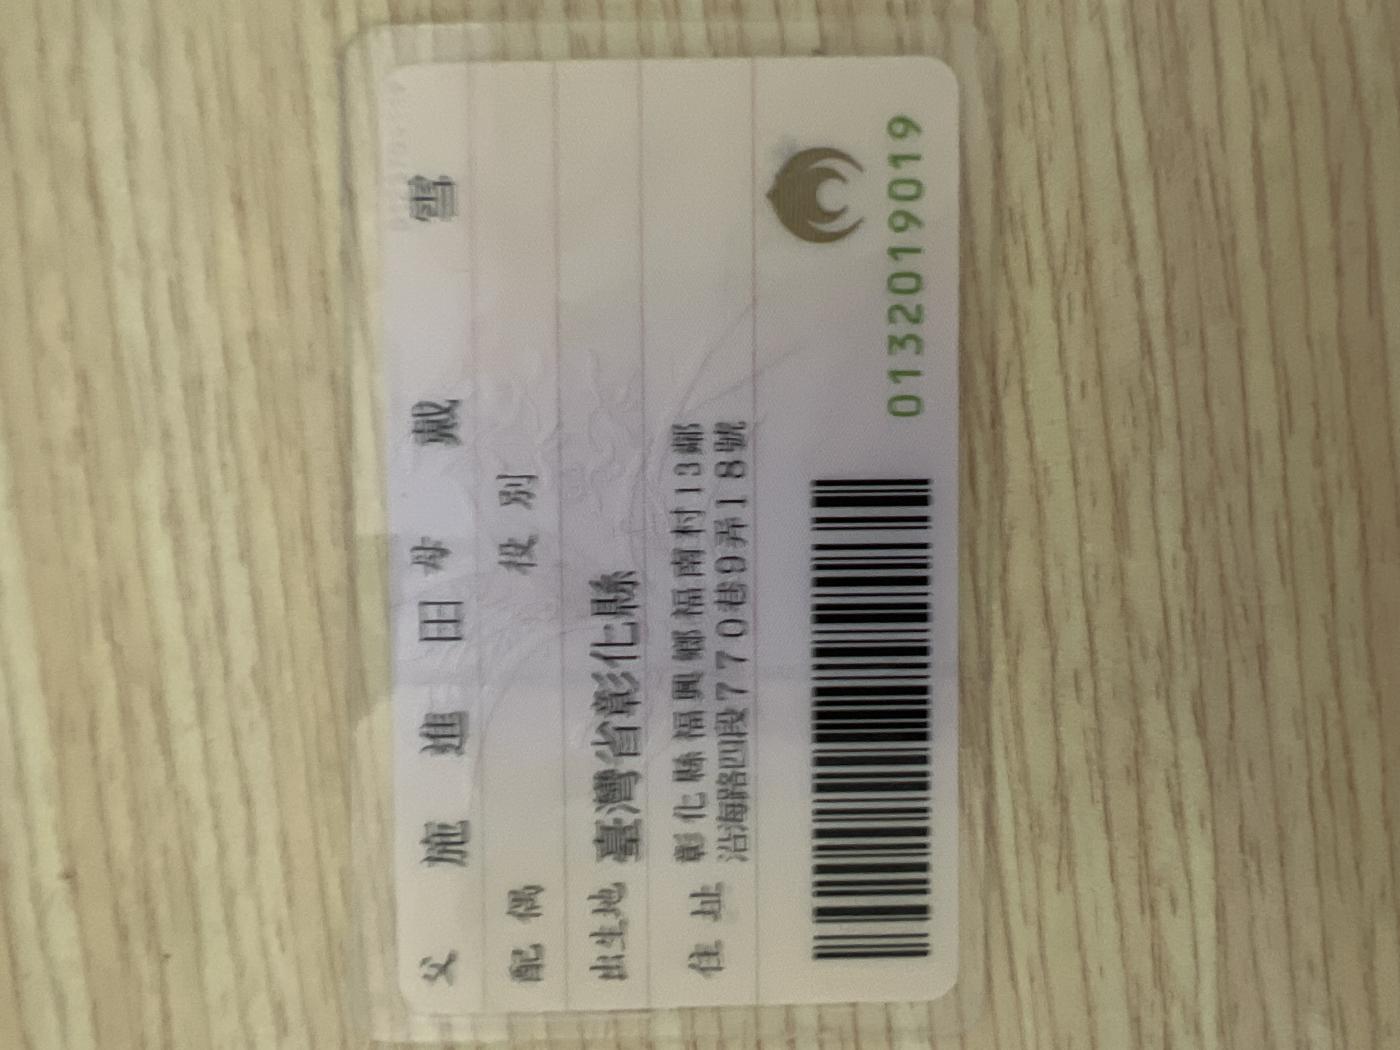 父 施進田 母 戴雪
配偶 役別
出生地 臺灣省彰化縣
住址 彰化縣福興鄉福南村13鄰
沿海路四段770巷9弄18號
0132019019